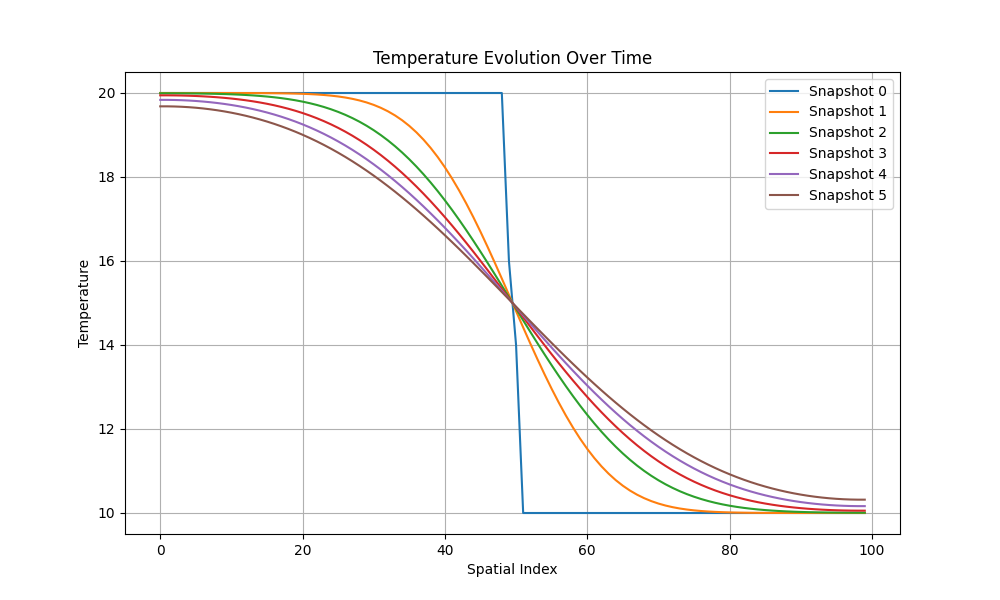 Temperature Evolution Over Time
Snapshot 0
Snapshot 1
Snapshot 2
Snapshot 3
Snapshot 4
Snapshot 5
20
18
16
14
12
10
Temperature
0 20 40 60 80 100
Spatial Index